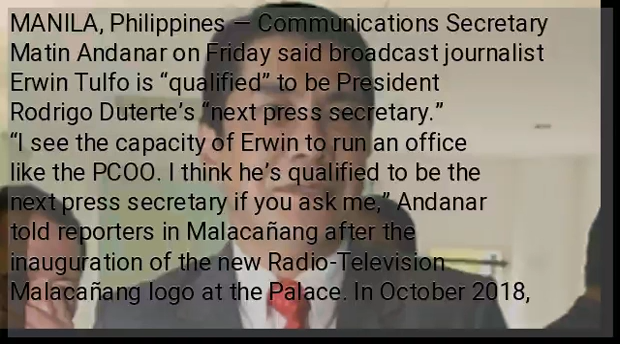 MANILA, Philippines — Communications Secretary
Matin Andanar on Friday said broadcast journalist
Erwin Tulfo is “qualified” to be President
Rodrigo Duterte’s “next press secretary.”
“I see the capacity of Erwin to run an office
like the PCOO. I think he’s qualified to be the
next press secretary if you ask me,” Andanar
told reporters in Malacañang after the
inauguration of the new Radio-Television
Malacañang logo at the Palace. In October 2018,